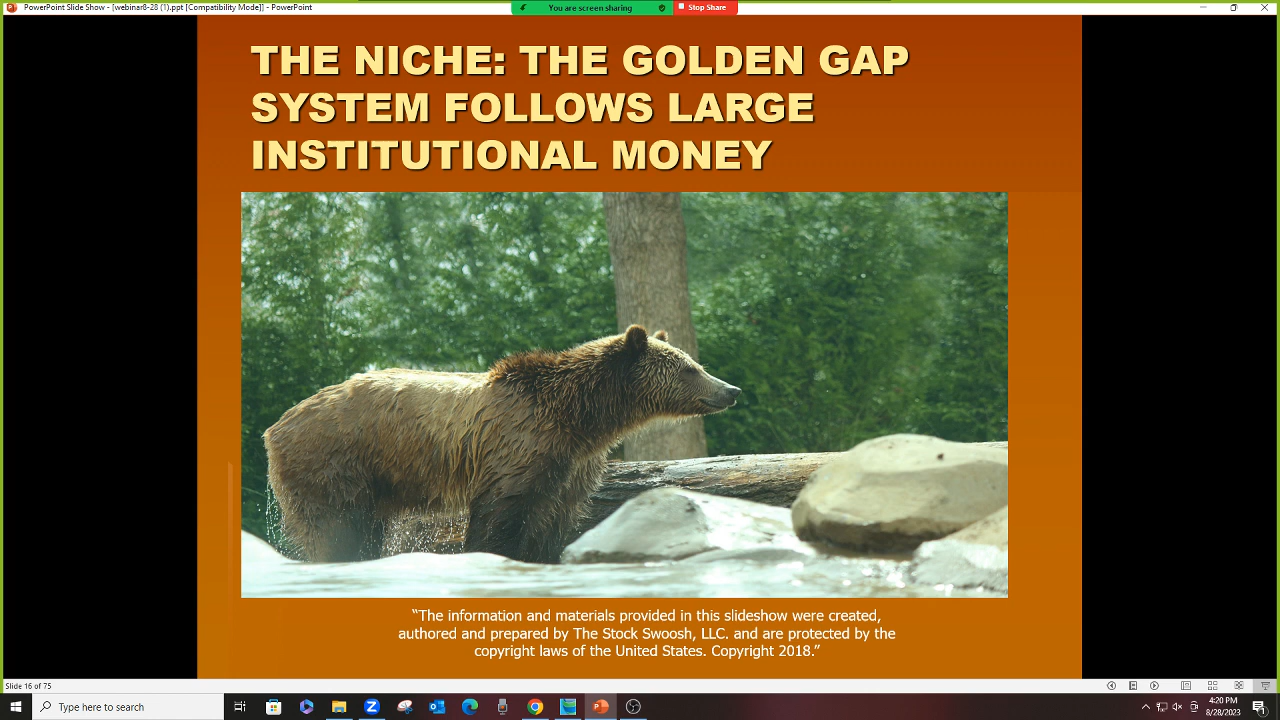 PowerPoint Slide Show - [webinar8-28 (1).ppt [Compatibility Mode]] - PowerPoint
You are screen sharing
Stop Share
THE NICHE: THE GOLDEN GAP
SYSTEM FOLLOWS LARGE
INSTITUTIONAL MONEY
“The information and materials provided in this slideshow were created,
authored and prepared by The Stock Swoosh, LLC. and are protected by the
copyright laws of the United States. Copyright 2018.”
Slide 16 of 75
Type here to search
4:20 PM
8/28/2023